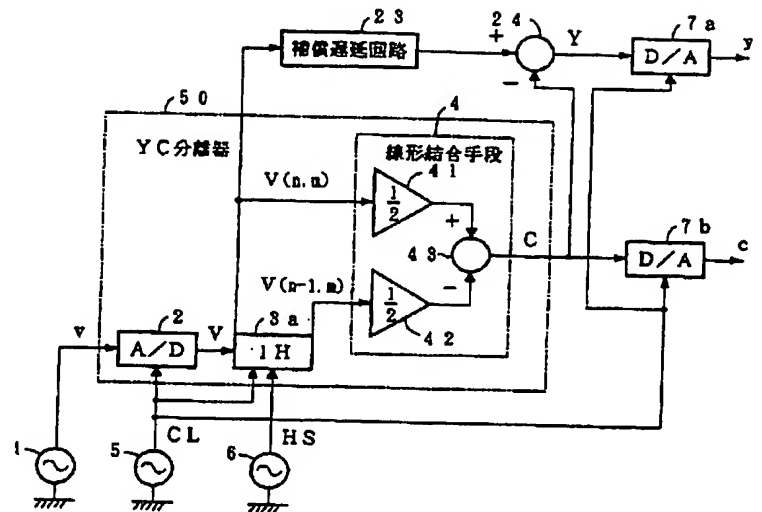 23
補償遅延回路
24
+
−
Y
7a
D/A
y
50
YC分離器
4
線形結合手段
V(n,m)
1/2
41
+
43
−
C
7b
D/A
c
V(n-1,m)
1/2
42
v
2
A/D
V
3a
1H
1
5
CL
6
HS